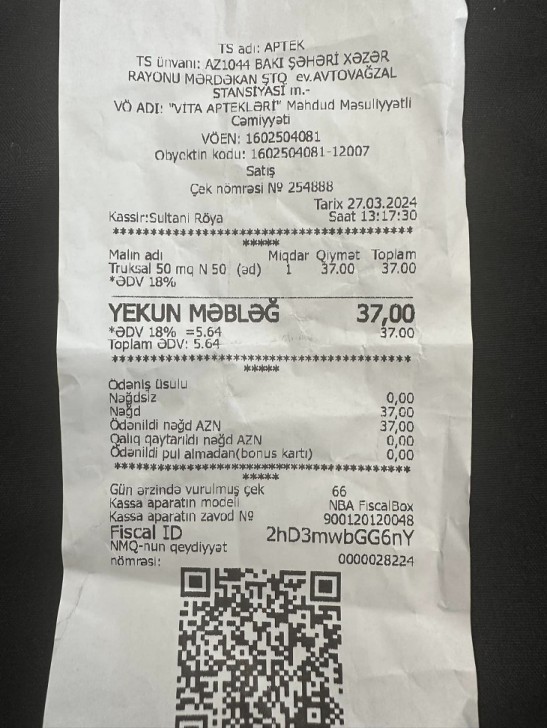 TS adı: APTEK
TS ünvanı: AZ1044 BAKI ŞƏHƏRİ XƏZƏR
RAYONU MƏRDƏKAN ŞTQ ev.AVTOVAĞZAL
STANSİYASİ m.-
VÖ ADI: "VİTA APTEKLƏRİ" Məhdud Məsuliyyətli
Cəmiyyəti
VÖEN: 1602504081
Obyektin kodu: 1602504081-12007
Satış
Çek nömrəsi № 254888
Tarix 27.03.2024
Kassir:Sultani Röya Saat 13:17:30
****************************************
*****
Malın adı Miqdar Qiymət Toplam
Truksal 50 mq N 50 (əd) 1 37.00 37.00
*ƏDV 18%
YEKUN MƏBLƏĞ 37,00
*ƏDV 18% =5.64 37.00
Toplam ƏDV: 5.64
****************************************
*****
Ödəniş üsulu
Nağdsiz 0,00
Nağd 37,00
Ödənildi nağd AZN 37,00
Qalıq qaytarıldı nağd AZN 0,00
Ödənildi pul almadan(bonus kartı) 0,00
****************************************
*****
Gün ərzində vurulmuş çek 66
Kassa aparatın modeli NBA FiscalBox
Kassa aparatın zavod № 900120120048
Fiscal ID 2hD3mwbGG6nY
NMQ-nun qeydiyyat
nömrəsi: 0000028224